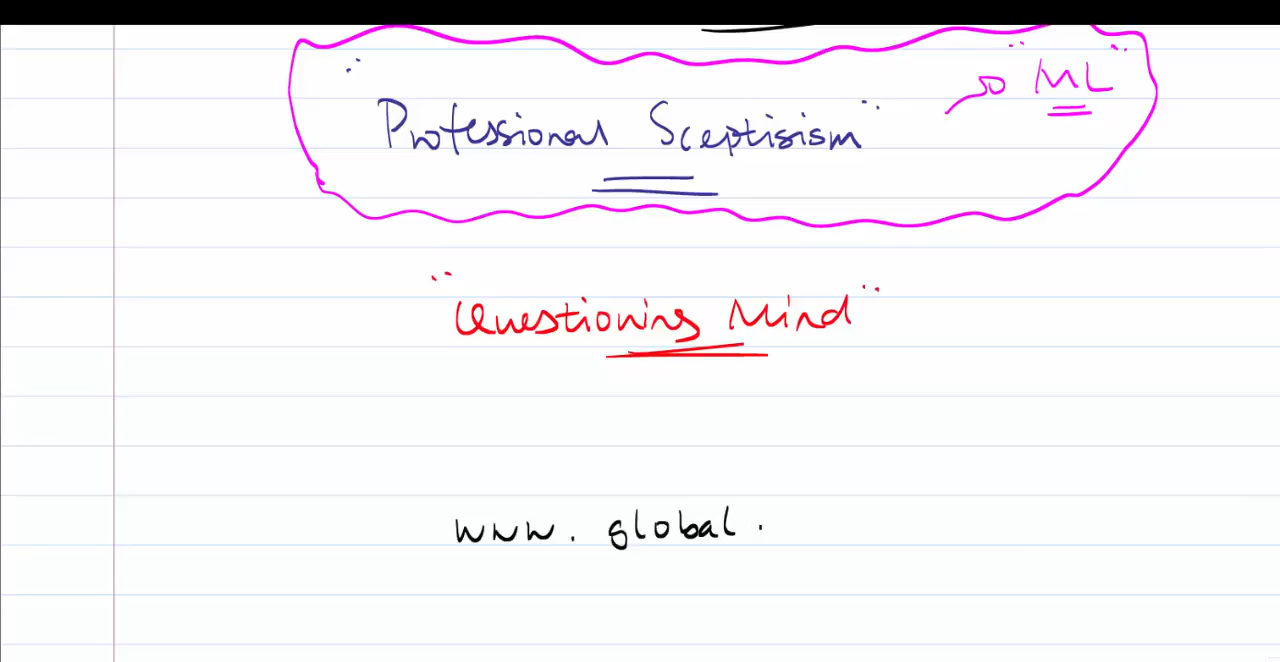 "Professional Sceptisism" → "ML"
"Questioning Mind"
www. global.